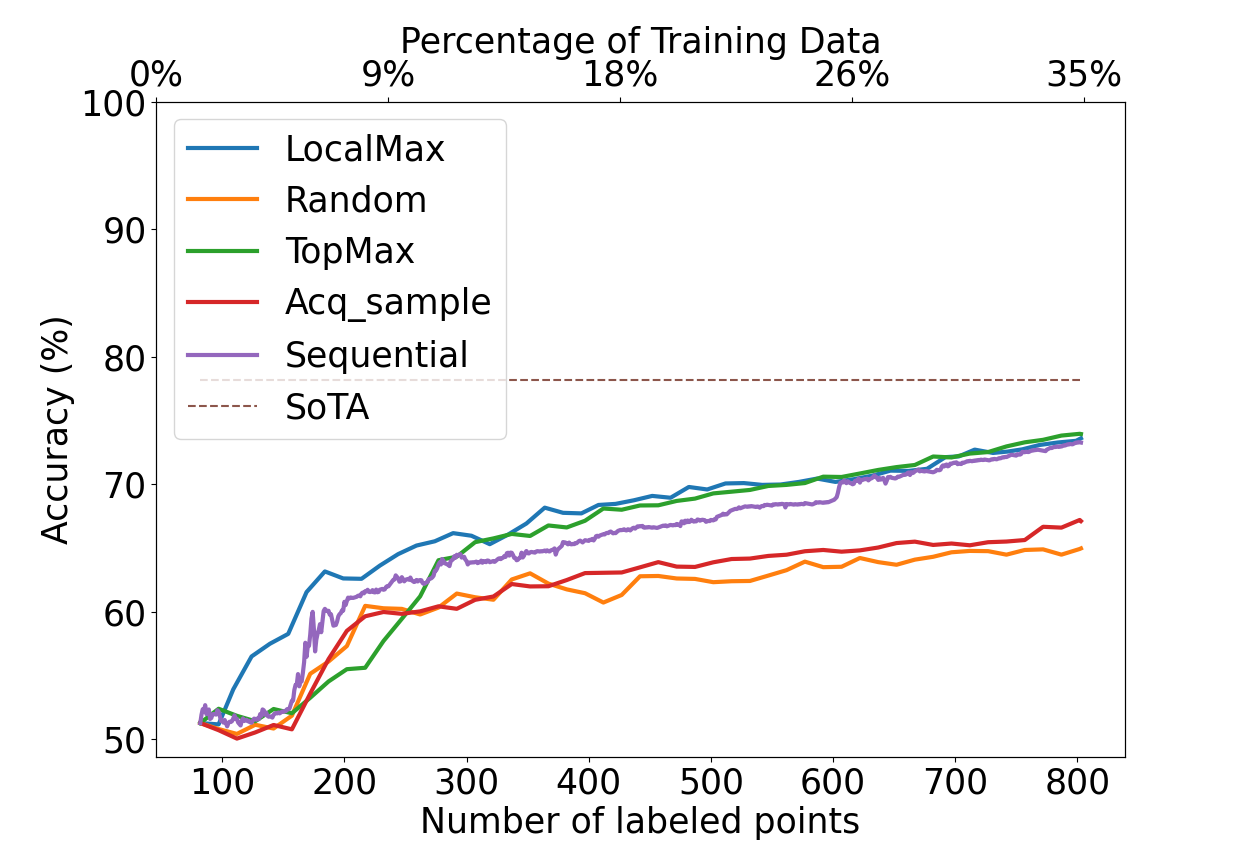 Percentage of Training Data
0% 9% 18% 26% 35%
100
90
80
70
60
50
Accuracy (%)
LocalMax
Random
TopMax
Acq_sample
Sequential
SoTA
100 200 300 400 500 600 700 800
Number of labeled points